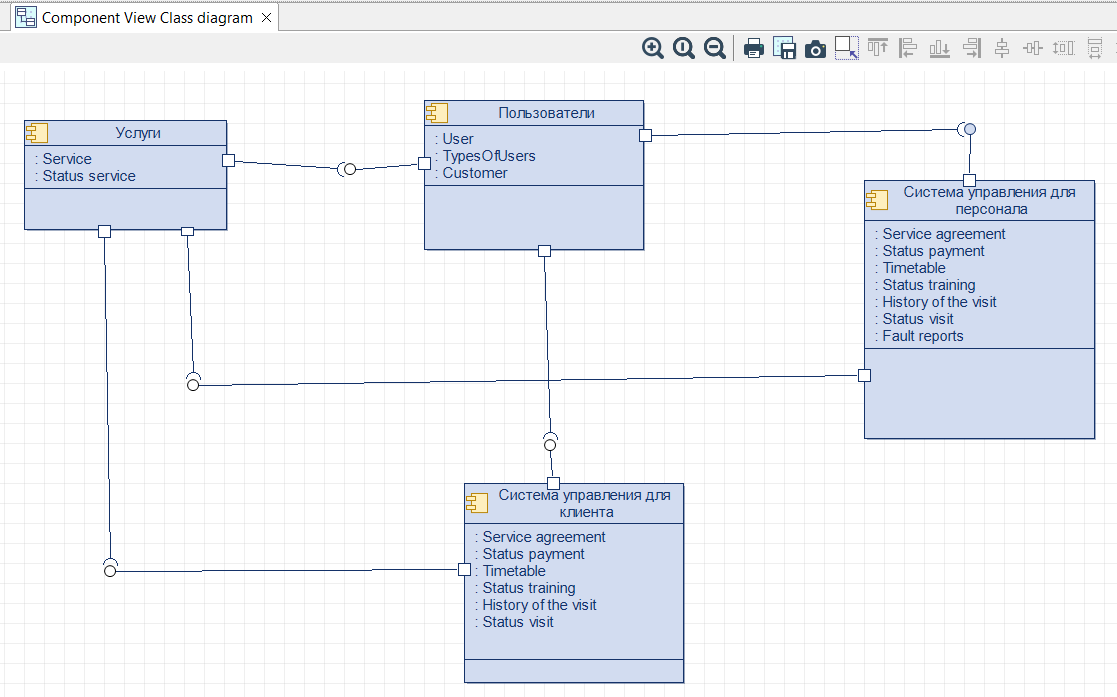 Component View Class diagram
Услуги
: Service
: Status service
Пользователи
: User
: TypesOfUsers
: Customer
Система управления для
персонала
: Service agreement
: Status payment
: Timetable
: Status training
: History of the visit
: Status visit
: Fault reports
Система управления для
клиента
: Service agreement
: Status payment
: Timetable
: Status training
: History of the visit
: Status visit